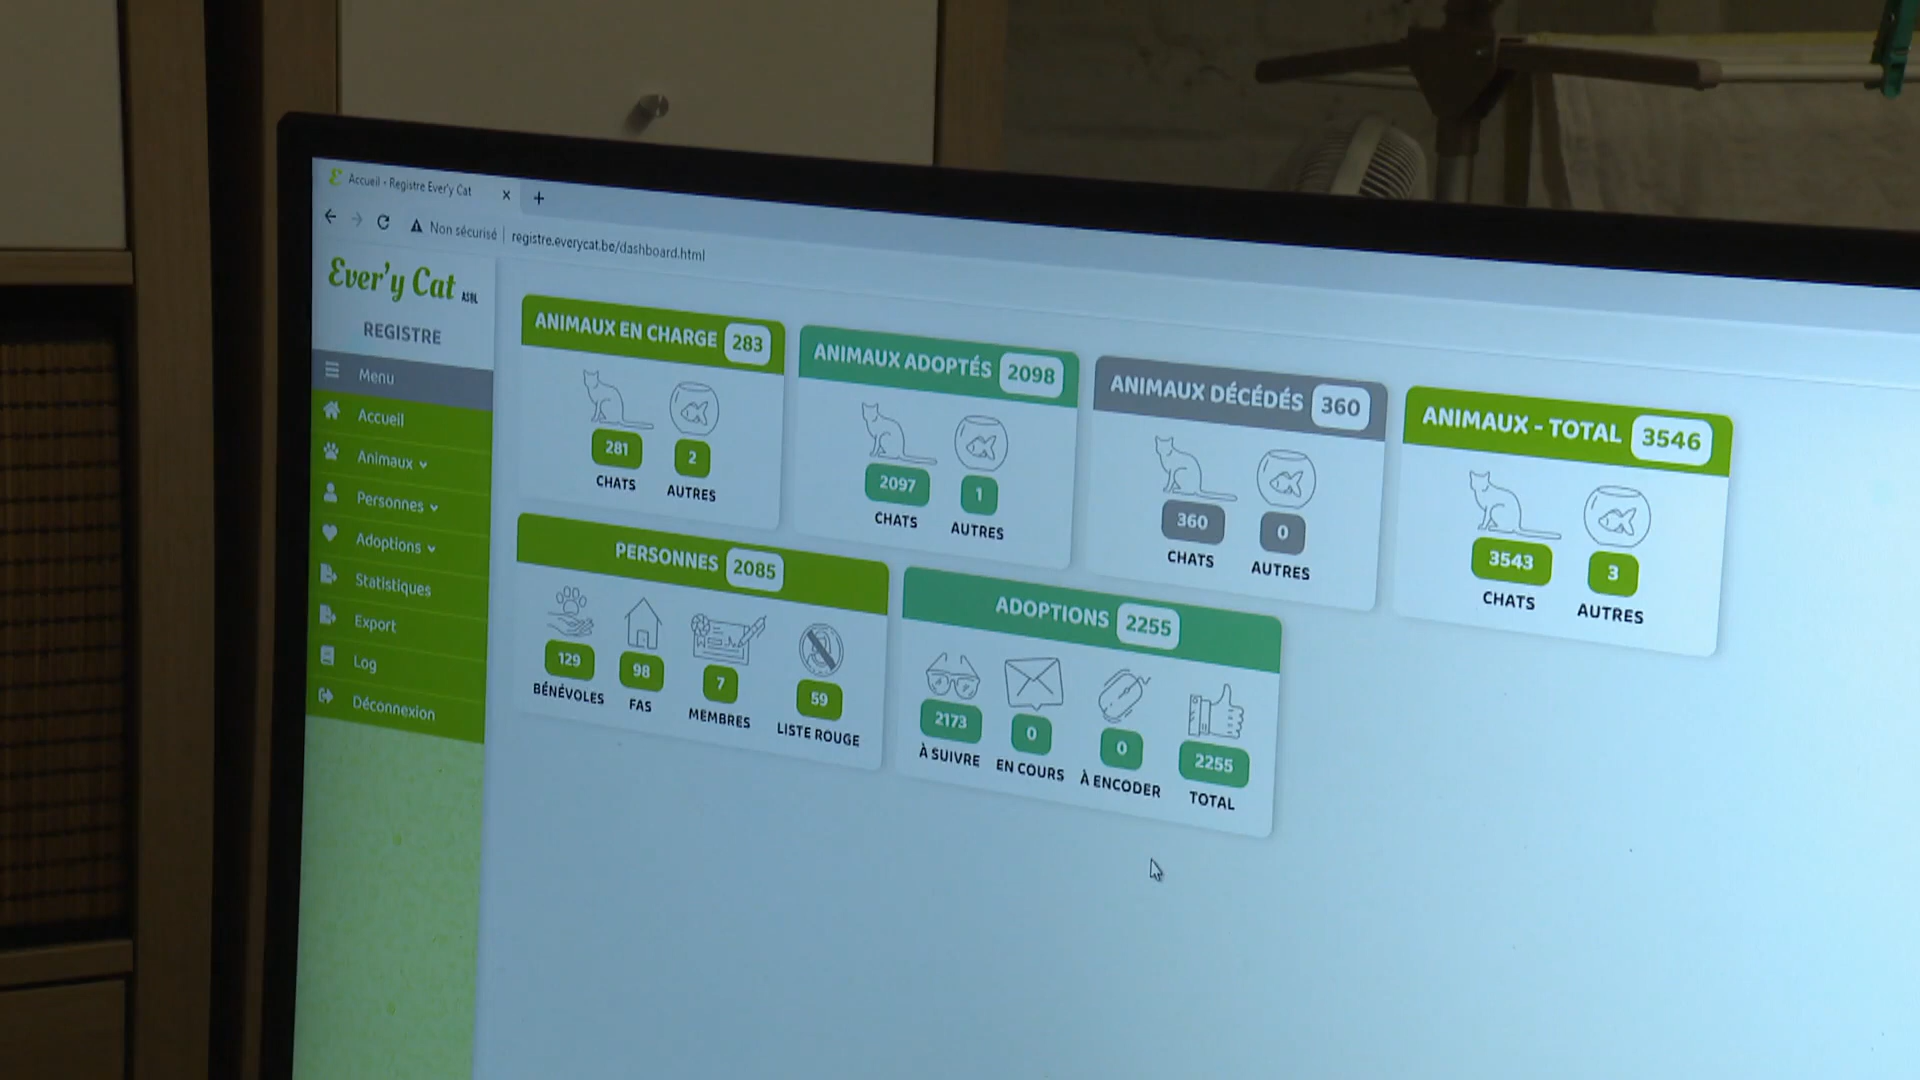 Accueil - Registre Ever'y Cat
Non sécurisé | registre.everycat.be/dashboard.html
Ever'y Cat ASBL
REGISTRE
Menu
Accueil
Animaux
Personnes
Adoptions
Statistiques
Export
Log
Déconnexion
ANIMAUX EN CHARGE 283
281
2
CHATS
AUTRES
ANIMAUX ADOPTÉS 2098
2097
1
CHATS
AUTRES
ANIMAUX DÉCÉDÉS 360
360
0
CHATS
AUTRES
ANIMAUX - TOTAL 3546
3543
3
CHATS
AUTRES
PERSONNES 2085
129
98
7
59
BÉNÉVOLES
FAS
MEMBRES
LISTE ROUGE
ADOPTIONS 2255
2173
0
0
2255
À SUIVRE
EN COURS
À ENCODER
TOTAL